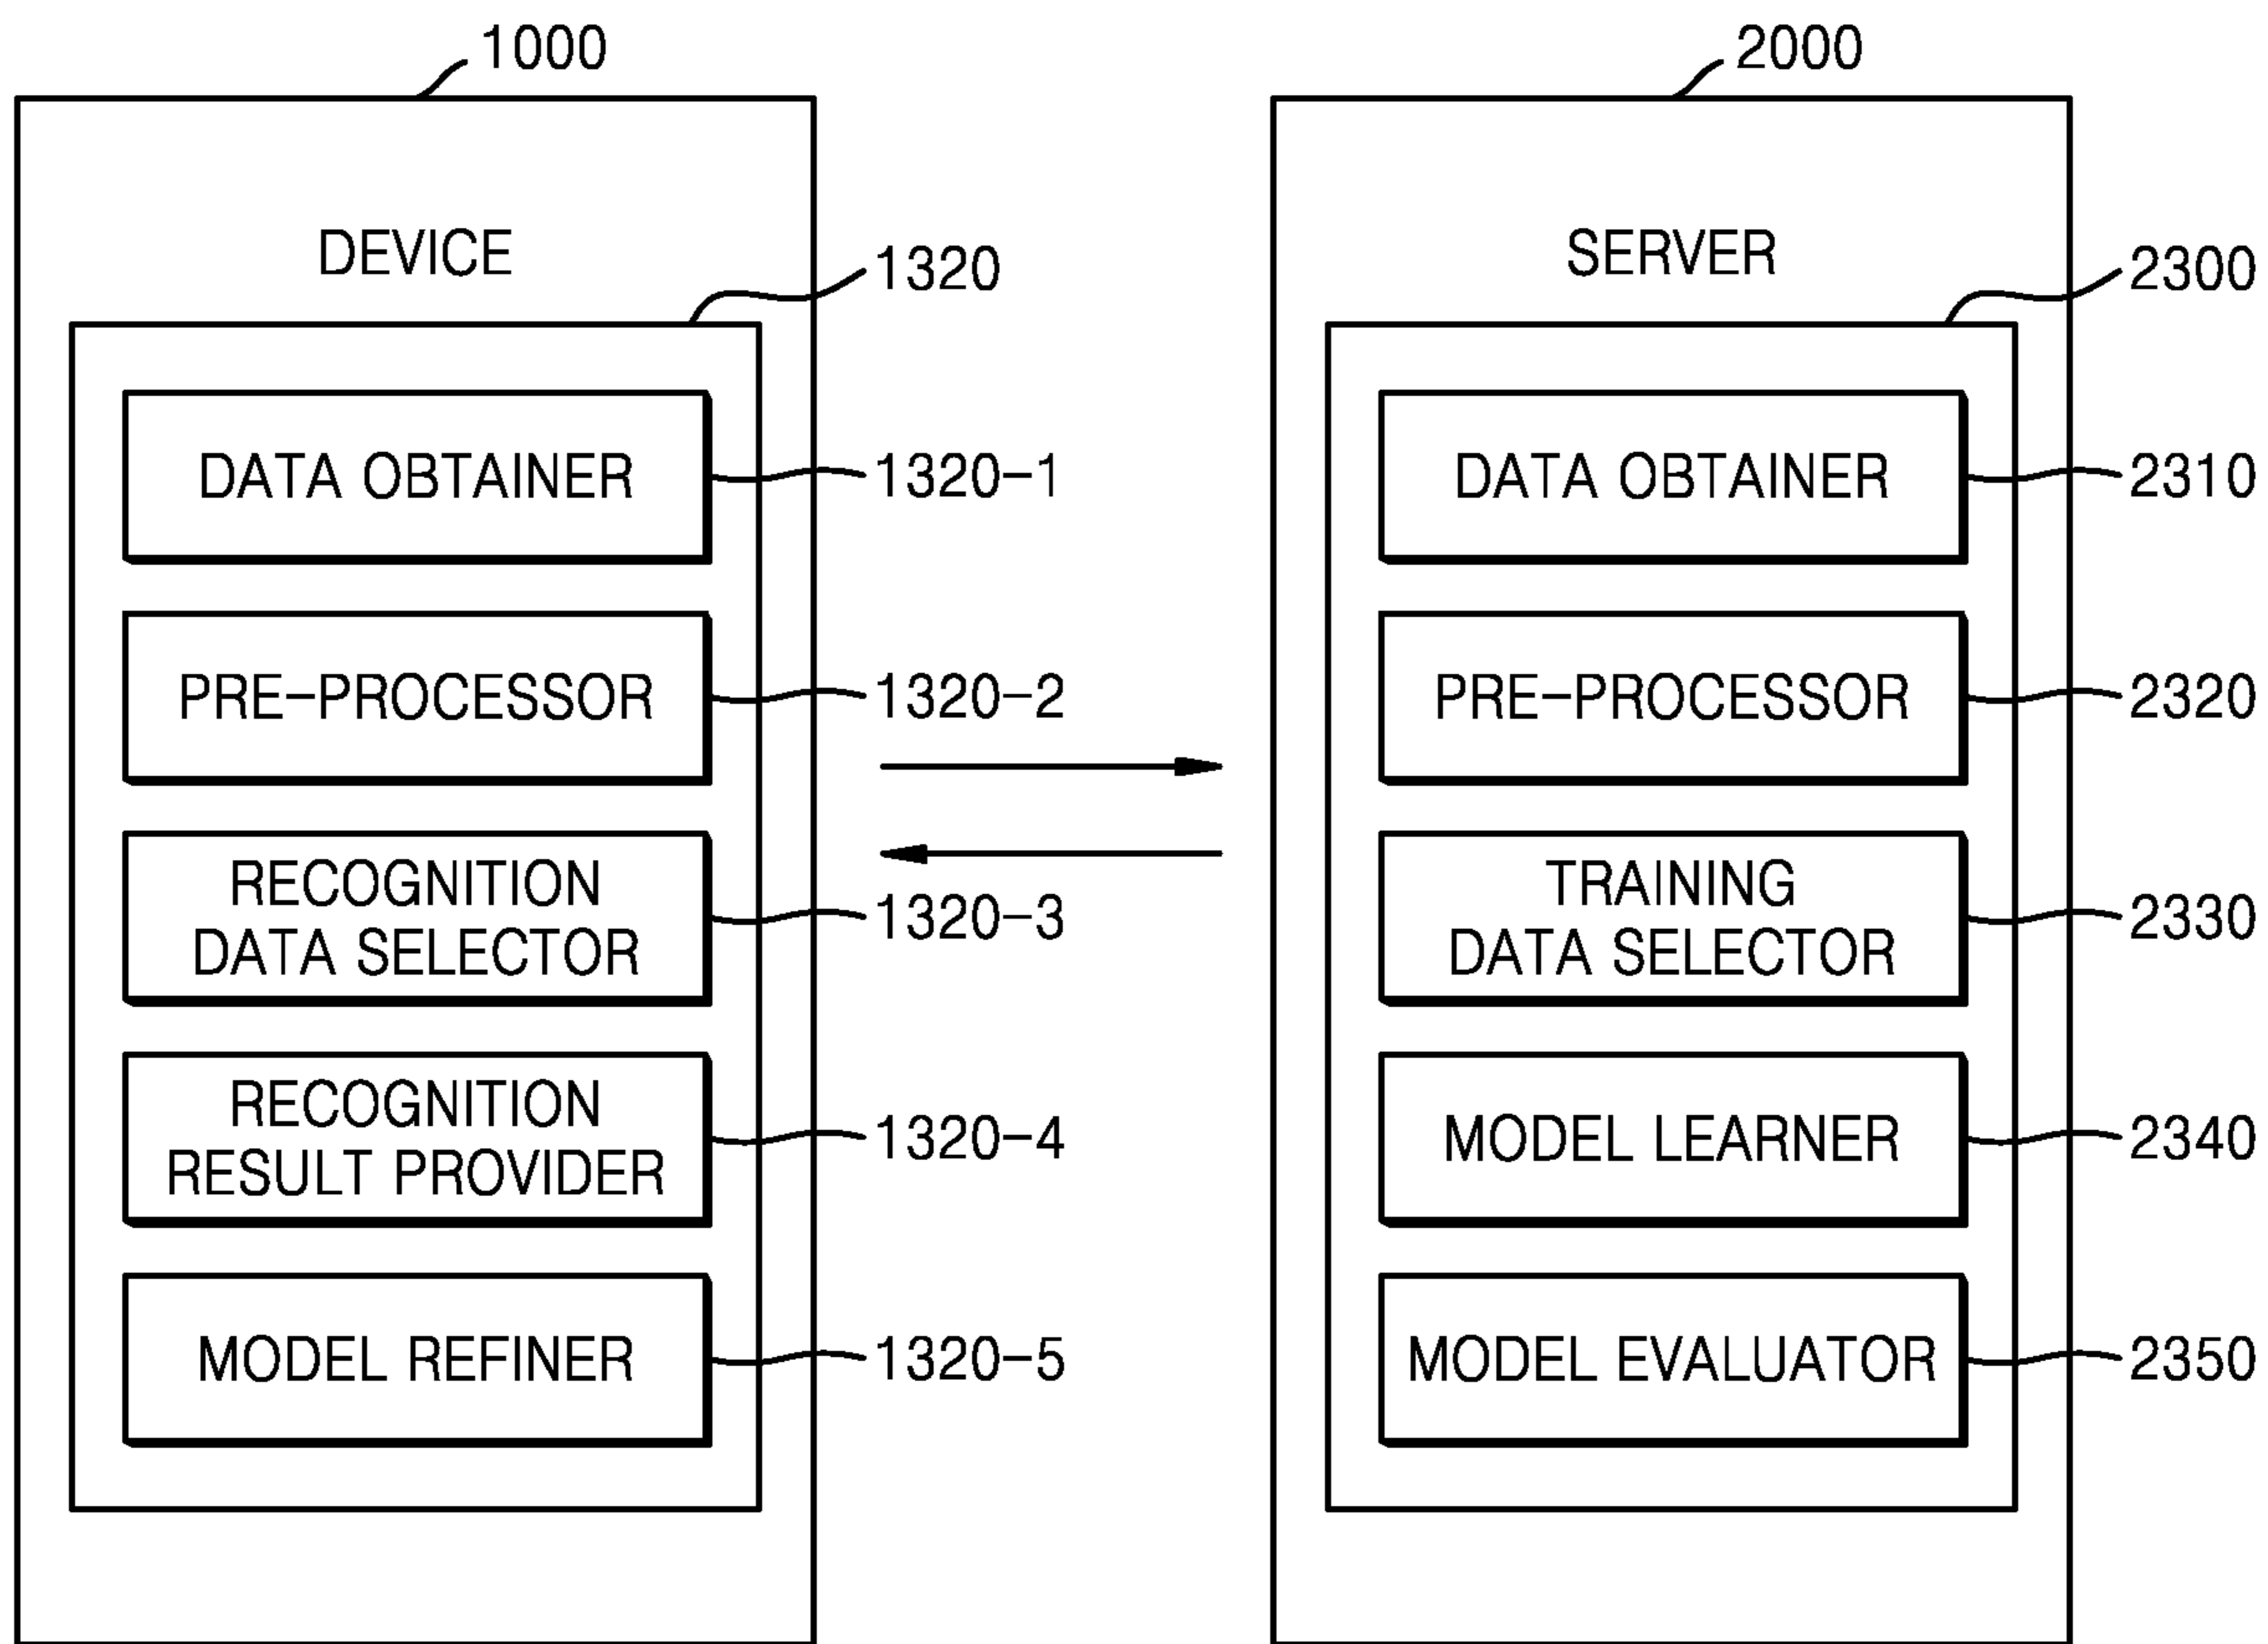 1000
DEVICE
1320
DATA OBTAINER
1320-1
PRE-PROCESSOR
1320-2
RECOGNITION
DATA SELECTOR
1320-3
RECOGNITION
RESULT PROVIDER
1320-4
MODEL REFINER
1320-5
2000
SERVER
2300
DATA OBTAINER
2310
PRE-PROCESSOR
2320
TRAINING
DATA SELECTOR
2330
MODEL LEARNER
2340
MODEL EVALUATOR
2350